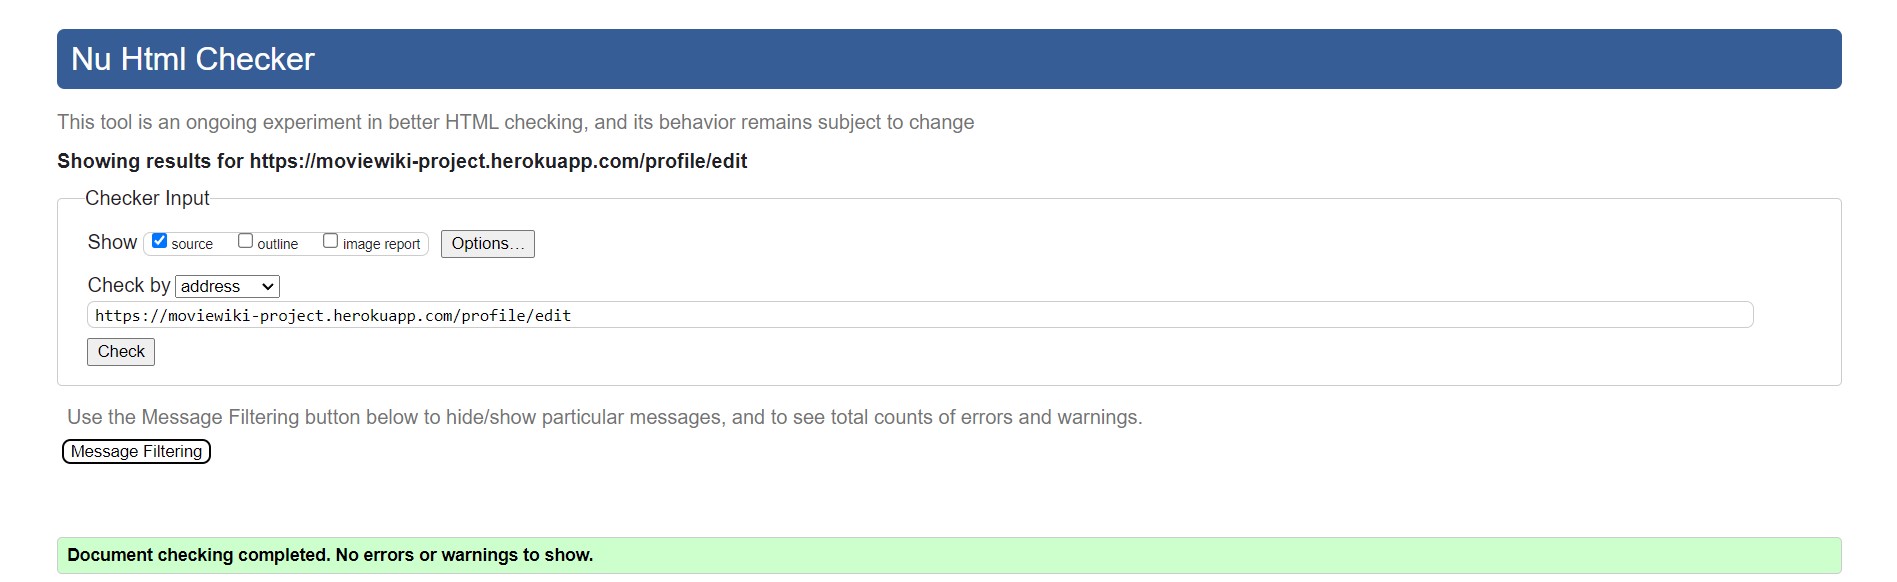 Nu Html Checker
This tool is an ongoing experiment in better HTML checking, and its behavior remains subject to change
Showing results for https://moviewiki-project.herokuapp.com/profile/edit
Checker Input
Show source outline image report Options...
Check by address
https://moviewiki-project.herokuapp.com/profile/edit
Check
Use the Message Filtering button below to hide/show particular messages, and to see total counts of errors and warnings.
Message Filtering
Document checking completed. No errors or warnings to show.